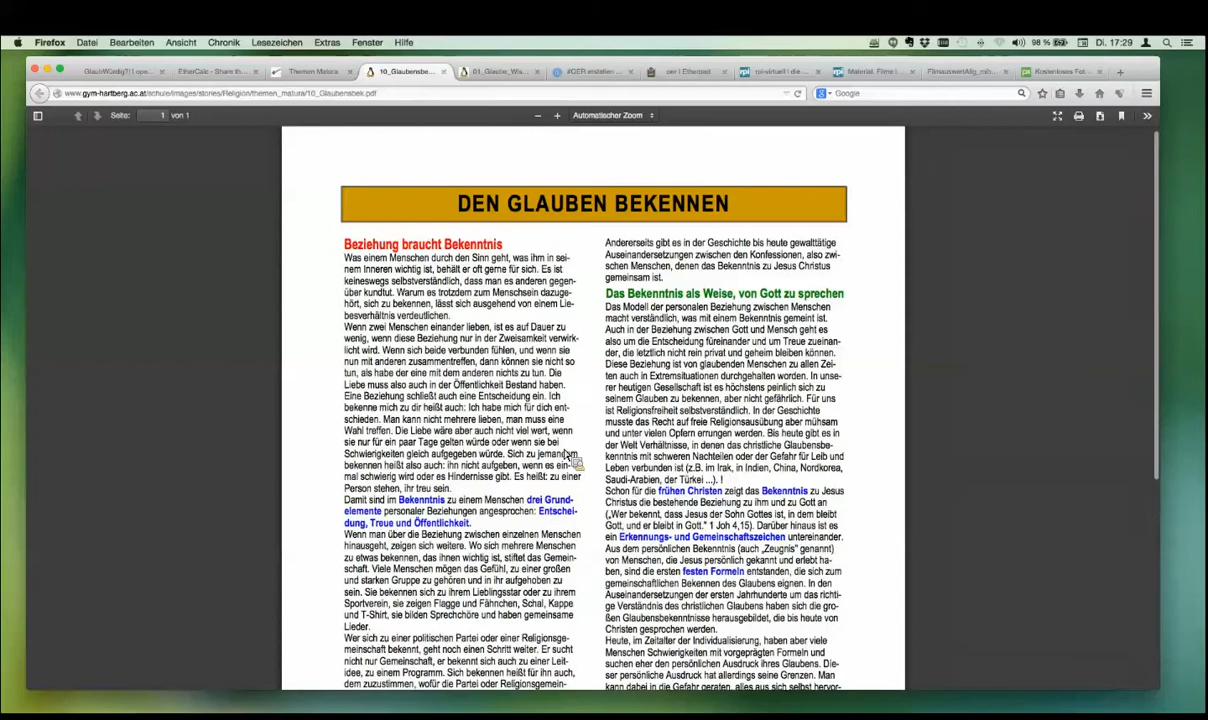 Firefox Datei Bearbeiten Ansicht Chronik Lesezeichen Extras Fenster Hilfe 98 % Di. 17:29
GlaubWürdig?! | ope... EtherCalc - Share th... Themen Matura 10_Glaubensbe... 01_Glaube_Wis... #OER erstellen ... oer | Etherpad rpi-virtuell | die... Material. Filme i... FilmauswertAllg_mb... Kostenloses Fot...
www.gym-hartberg.ac.at/schule/images/stories/Religion/themen_matura/10_Glaubensbek.pdf Google
Seite: 1 von 1 Automatischer Zoom
DEN GLAUBEN BEKENNEN
Beziehung braucht Bekenntnis
Was einem Menschen durch den Sinn geht, was ihm in sei-
nem Inneren wichtig ist, behält er oft gerne für sich. Es ist
keineswegs selbstverständlich, dass man es anderen gegen-
über kundtut. Warum es trotzdem zum Menschsein dazuge-
hört, sich zu bekennen, lässt sich ausgehend von einem Lie-
besverhältnis verdeutlichen.
Wenn zwei Menschen einander lieben, ist es auf Dauer zu
wenig, wenn diese Beziehung nur in der Zweisamkeit verwirk-
licht wird. Wenn sich beide verbunden fühlen, und wenn sie
nun mit anderen zusammentreffen, dann können sie nicht so
tun, als habe der eine mit dem andern nichts zu tun. Die
Liebe muss also auch in der Öffentlichkeit Bestand haben.
Eine Beziehung schließt auch eine Entscheidung ein. Ich
bekenne mich zu dir heißt auch: Ich habe mich für dich ent-
schieden. Man kann nicht mehrere lieben, man muss eine
Wahl treffen. Die Liebe wäre aber auch nicht viel wert, wenn
sie nur für ein paar Tage gelten würde oder wenn sie bei
Schwierigkeiten gleich aufgegeben würde. Sich zu jemandem
bekennen heißt also auch: ihn nicht aufgeben, wenn es ein-
mal schwierig wird oder es Hindernisse gibt. Es heißt: zu einer
Person stehen, ihr treu sein.
Damit sind im Bekenntnis zu einem Menschen drei Grund-
elemente personaler Beziehungen angesprochen: Entschei-
dung, Treue und Öffentlichkeit.
Wenn man über die Beziehung zwischen einzelnen Menschen
hinausgeht, zeigen sich weitere. Wo sich mehrere Menschen
zu etwas bekennen, das ihnen wichtig ist, stiftet das Gemein-
schaft. Viele Menschen mögen das Gefühl, zu einer großen
und starken Gruppe zu gehören und in ihr aufgehoben zu
sein. Sie bekennen sich zu ihrem Lieblingsstar oder zu ihrem
Sportverein, sie zeigen Flagge und Fähnchen, Schal, Kappe
und T-Shirt, sie bilden Sprechchöre und haben gemeinsame
Lieder.
Wer sich zu einer politischen Partei oder einer Religionsge-
meinschaft bekennt, geht noch einen Schritt weiter. Er sucht
nicht nur Gemeinschaft, er bekennt sich auch zu einer Leit-
idee, zu einem Programm. Sich bekennen heißt für ihn auch,
dem zuzustimmen, wofür die Partei oder Religionsgemein-
Andererseits gibt es in der Geschichte bis heute gewalttätige
Auseinandersetzungen zwischen den Konfessionen, also zwi-
schen Menschen, denen das Bekenntnis zu Jesus Christus
gemeinsam ist.
Das Bekenntnis als Weise, von Gott zu sprechen
Das Modell der personalen Beziehung zwischen Menschen
macht verständlich, was mit einem Bekenntnis gemeint ist.
Auch in der Beziehung zwischen Gott und Mensch geht es
also um die Entscheidung füreinander und um Treue zueinan-
der, die letztlich nicht rein privat und geheim bleiben können.
Diese Beziehung ist von glaubenden Menschen zu allen Zei-
ten auch in Extremsituationen durchgehalten worden. In unse-
rer heutigen Gesellschaft ist es höchstens peinlich sich zu
seinem Glauben zu bekennen, aber nicht gefährlich. Für uns
ist Religionsfreiheit selbstverständlich. In der Geschichte
musste das Recht auf freie Religionsausübung aber mühsam
und unter vielen Opfern errungen werden. Bis heute gibt es in
der Welt Verhältnisse, in denen das christliche Glaubensbe-
kenntnis mit schweren Nachteilen oder der Gefahr für Leib und
Leben verbunden ist (z.B. im Irak, in Indien, China, Nordkorea,
Saudi-Arabien, der Türkei ...). !
Schon für die frühen Christen zeigt das Bekenntnis zu Jesus
Christus die bestehende Beziehung zu ihm und zu Gott an
(„Wer bekennt, dass Jesus der Sohn Gottes ist, in dem bleibt
Gott, und er bleibt in Gott." 1 Joh 4,15). Darüber hinaus ist es
ein Erkennungs- und Gemeinschaftszeichen untereinander.
Aus dem persönlichen Bekenntnis (auch „Zeugnis" genannt)
von Menschen, die Jesus persönlich gekannt und erlebt ha-
ben, sind die ersten festen Formeln entstanden, die sich zum
gemeinschaftlichen Bekennen des Glaubens eignen. In den
Auseinandersetzungen der ersten Jahrhunderte um das richti-
ge Verständnis des christlichen Glaubens haben sich die gro-
ßen Glaubensbekenntnisse herausgebildet, die bis heute von
Christen gesprochen werden.
Heute, im Zeitalter der Individualisierung, haben aber viele
Menschen Schwierigkeiten mit vorgeprägten Formeln und
suchen eher den persönlichen Ausdruck ihres Glaubens. Die-
ser persönliche Ausdruck hat allerdings seine Grenzen. Man
kann dabei in die Gefahr geraten, alles aus sich selbst hervor-